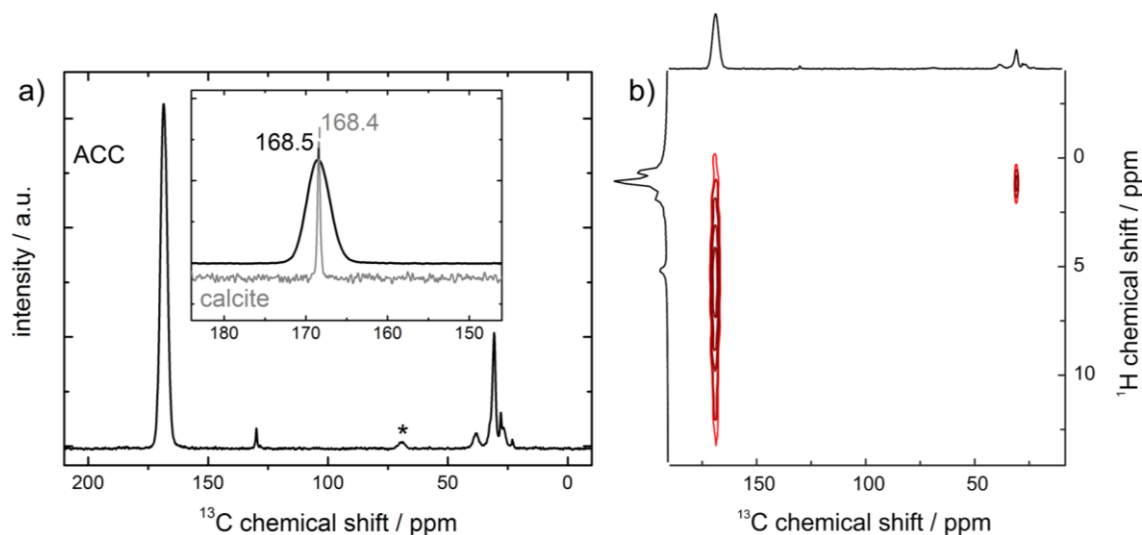 a)
ACC
168.5
168.4
calcite
180 170 160 150
intensity / a.u.
*
200 150 100 50 0
¹³C chemical shift / ppm
b)
0
5
10
¹H chemical shift / ppm
150 100 50
¹³C chemical shift / ppm